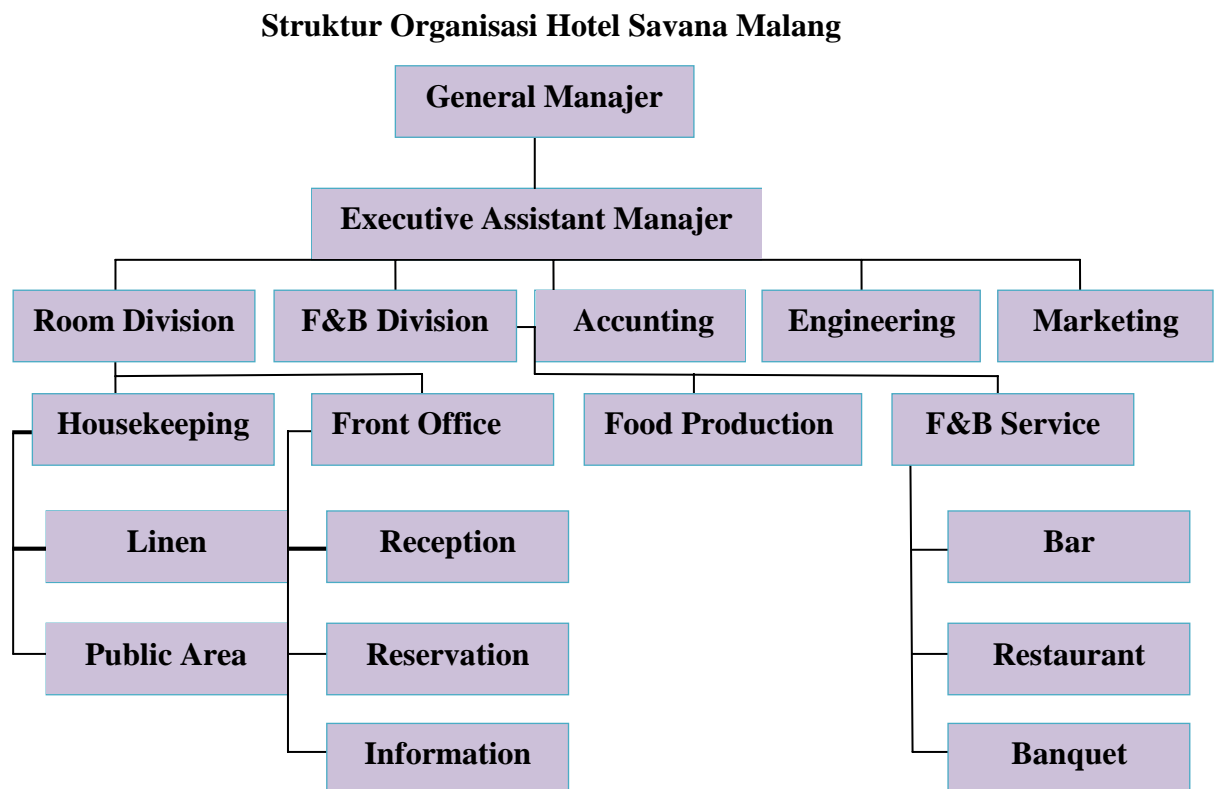 Struktur Organisasi Hotel Savana Malang
General Manajer
Executive Assistant Manajer
Room Division
F&B Division
Accunting
Engineering
Marketing
Housekeeping
Front Office
Food Production
F&B Service
Linen
Reception
Bar
Public Area
Reservation
Restaurant
Information
Banquet